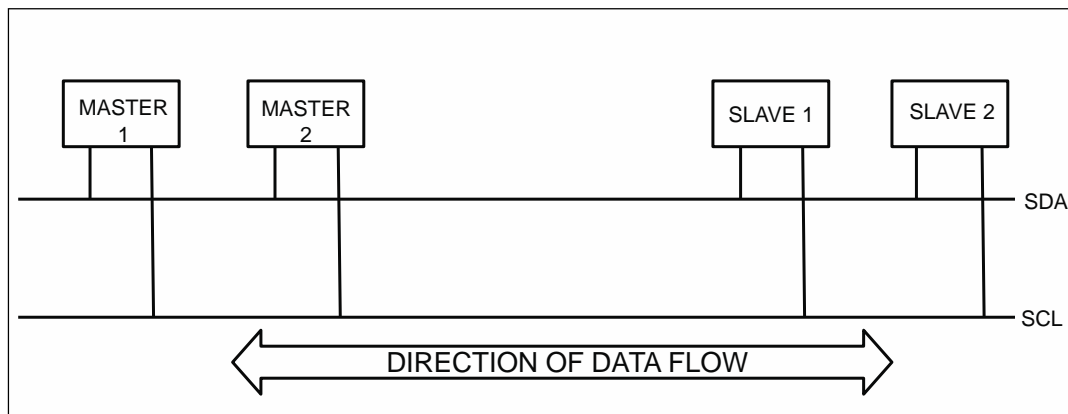 MASTER
1
MASTER
2
SLAVE 1
SLAVE 2
SDA
SCL
DIRECTION OF DATA FLOW